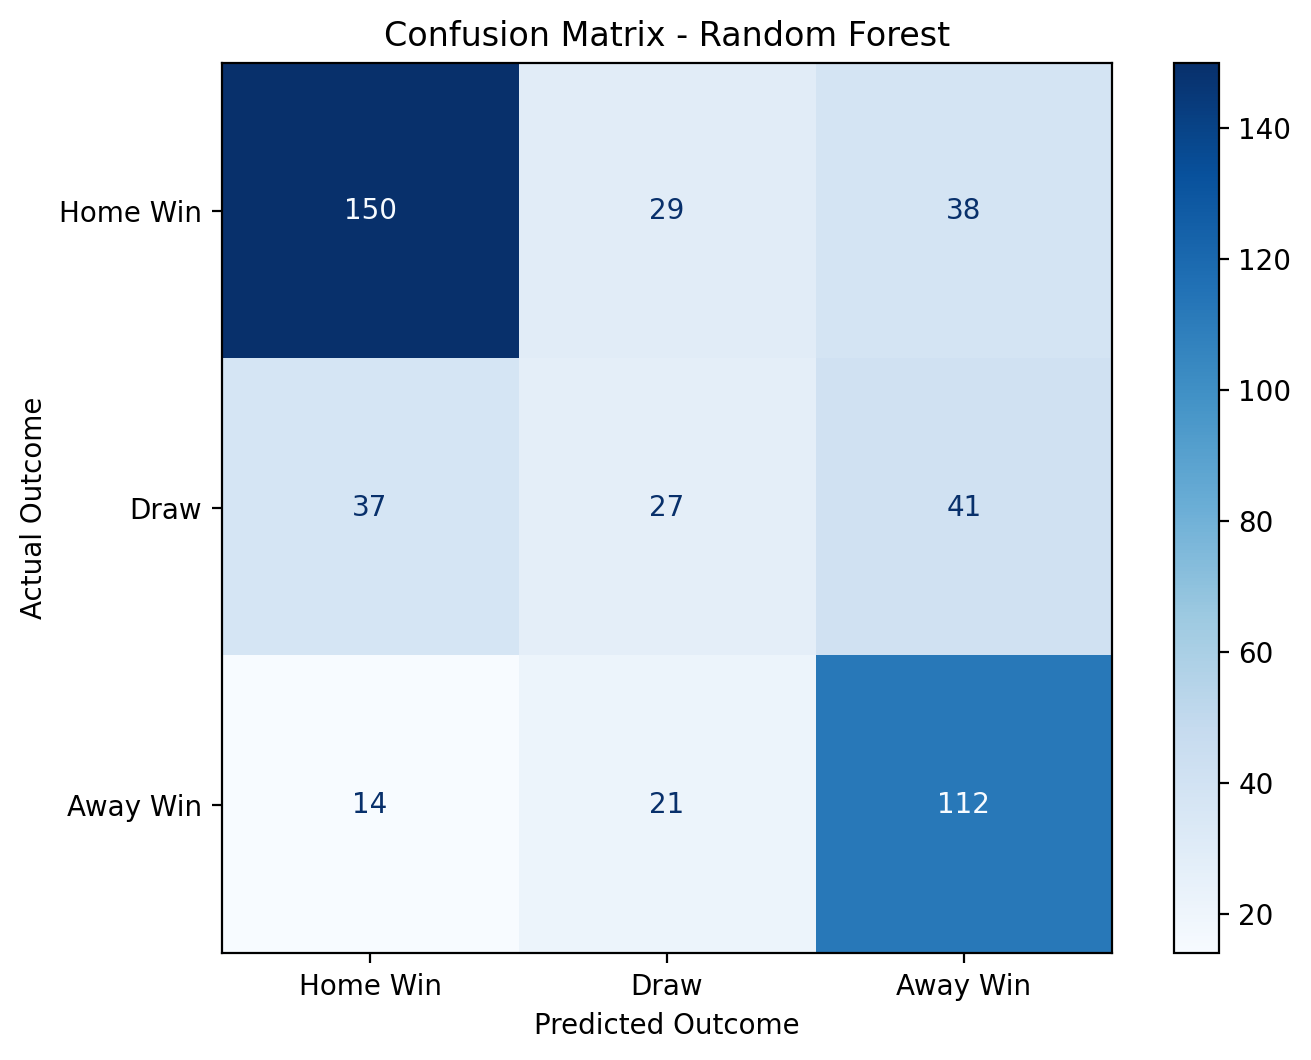 Confusion Matrix - Random Forest
Home Win
150
29
38
Draw
37
27
41
Away Win
14
21
112
Home Win
Draw
Away Win
Predicted Outcome
Actual Outcome
140
120
100
80
60
40
20